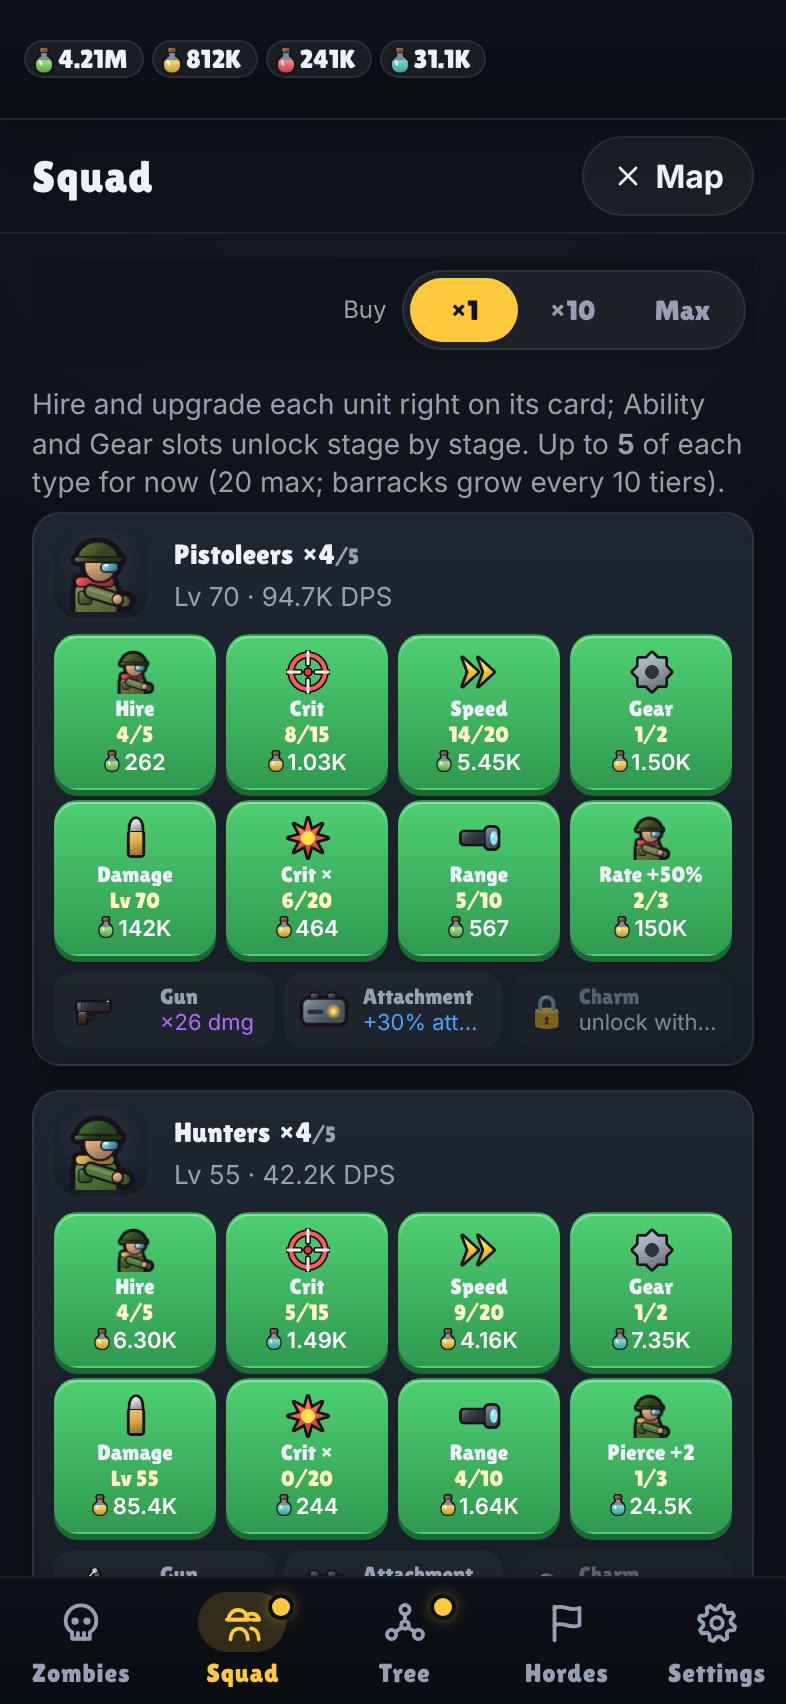 4.21M 812K 241K 31.1K
Squad
× Map
Buy ×1 ×10 Max
Hire and upgrade each unit right on its card; Ability
and Gear slots unlock stage by stage. Up to 5 of each
type for now (20 max; barracks grow every 10 tiers).
Pistoleers ×4/5
Lv 70 · 94.7K DPS
Hire Crit Speed Gear
4/5 8/15 14/20 1/2
262 1.03K 5.45K 1.50K
Damage Crit × Range Rate +50%
Lv 70 6/20 5/10 2/3
142K 464 567 150K
Gun Attachment Charm
×26 dmg +30% att... unlock with...
Hunters ×4/5
Lv 55 · 42.2K DPS
Hire Crit Speed Gear
4/5 5/15 9/20 1/2
6.30K 1.49K 4.16K 7.35K
Damage Crit × Range Pierce +2
Lv 55 0/20 4/10 1/3
85.4K 244 1.64K 24.5K
Gun Attachment Charm
Zombies Squad Tree Hordes Settings